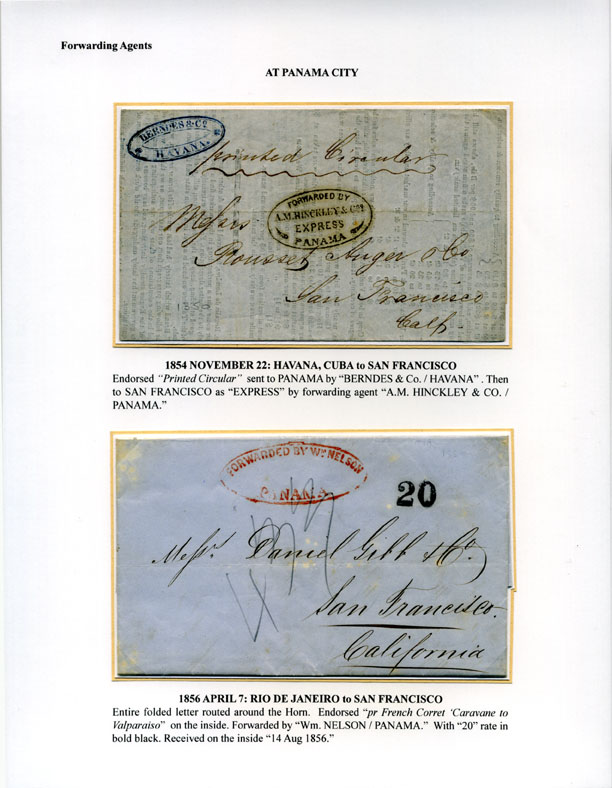 Forwarding Agents
AT PANAMA CITY
BERNDES & Co.
HAVANA.
printed Circular
FORWARDED BY
A.M. HINCKLEY & COS
EXPRESS
PANAMA
Messrs
Rousset Auger & Co
San Francisco
Calf.
1854 NOVEMBER 22: HAVANA, CUBA to SAN FRANCISCO
Endorsed “Printed Circular” sent to PANAMA by “BERNDES & Co. / HAVANA” . Then
to SAN FRANCISCO as “EXPRESS” by forwarding agent “A.M. HINCKLEY & CO. /
PANAMA.”
FORWARDED BY Wm NELSON
PANAMA
20
Messrs Daniel Gibb & Co.
San Francisco.
California
1856 APRIL 7: RIO DE JANEIRO to SAN FRANCISCO
Entire folded letter routed around the Horn. Endorsed “pr French Corret ‘Caravane to
Valparaiso” on the inside. Forwarded by “Wm. NELSON / PANAMA.” With “20” rate in
bold black. Received on the inside “14 Aug 1856.”